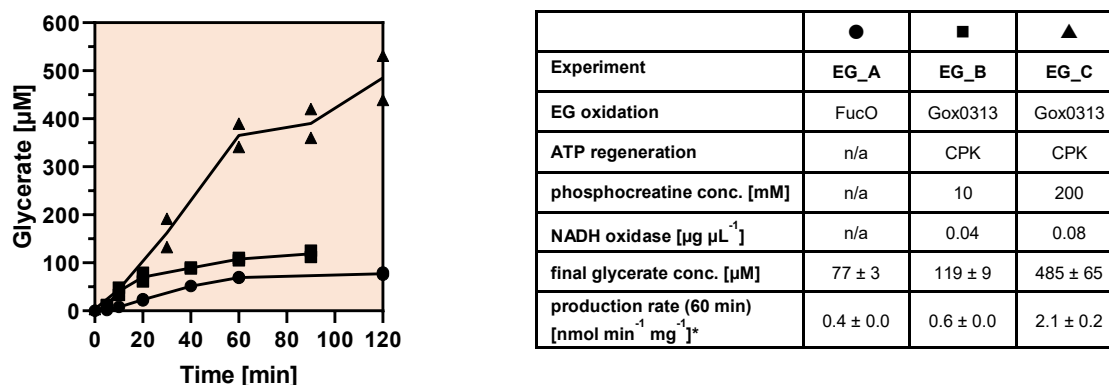 600
500
400
300
200
100
0
Glycerate [µM]
0 20 40 60 80 100 120
Time [min]
Experiment EG_A EG_B EG_C
EG oxidation FucO Gox0313 Gox0313
ATP regeneration n/a CPK CPK
phosphocreatine conc. [mM] n/a 10 200
NADH oxidase [µg µL⁻¹] n/a 0.04 0.08
final glycerate conc. [µM] 77 ± 3 119 ± 9 485 ± 65
production rate (60 min)
[nmol min⁻¹ mg⁻¹]* 0.4 ± 0.0 0.6 ± 0.0 2.1 ± 0.2